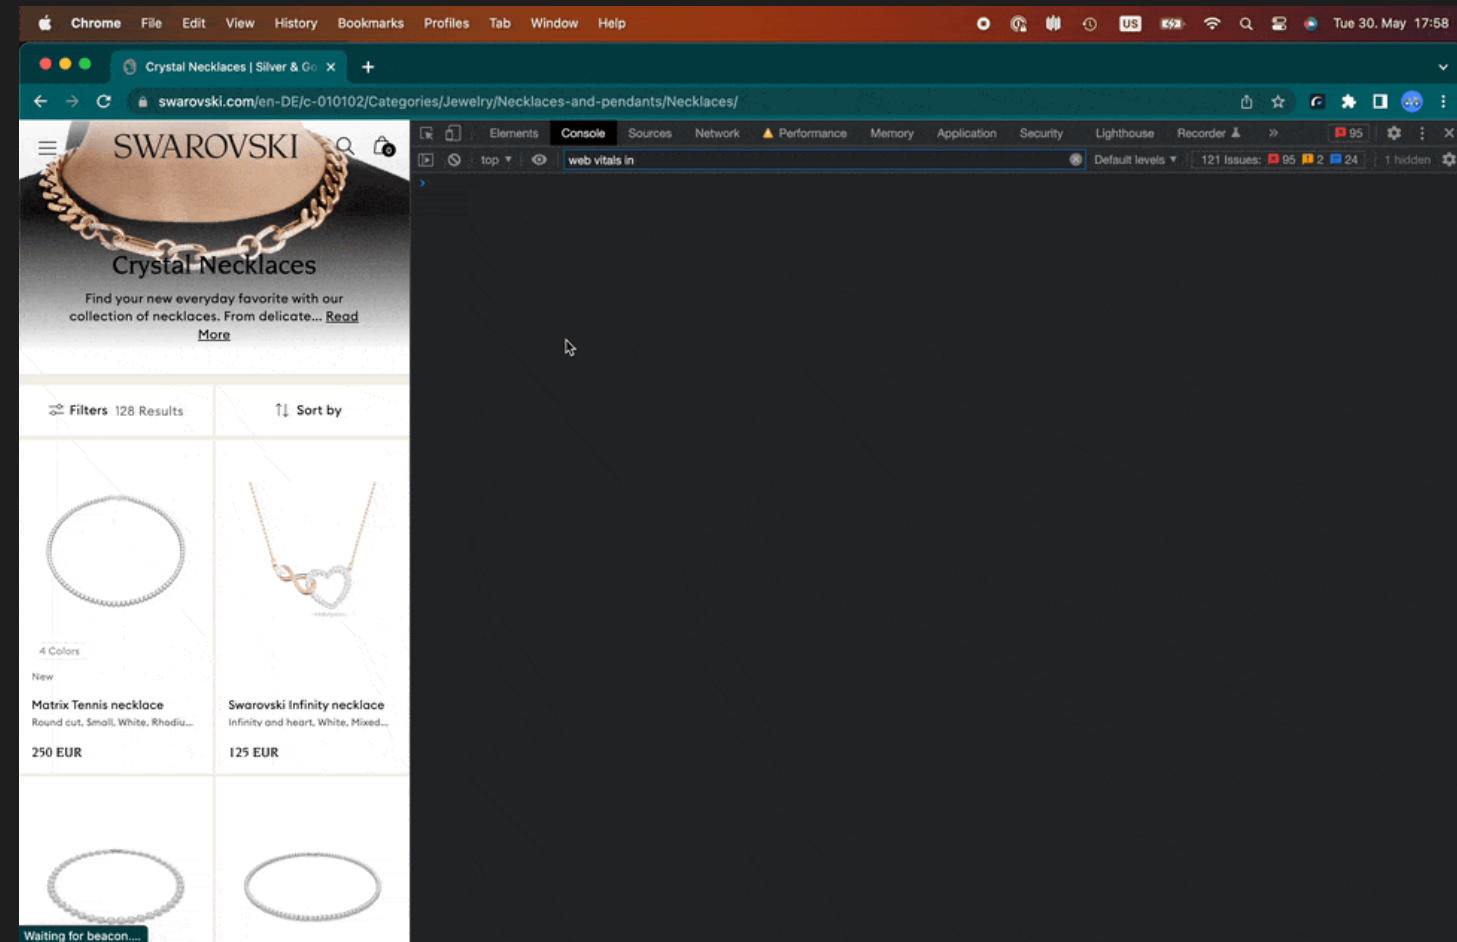 Chrome File Edit View History Bookmarks Profiles Tab Window Help US Tue 30. May 17:58
Crystal Necklaces | Silver & Go
swarovski.com/en-DE/c-010102/Categories/Jewelry/Necklaces-and-pendants/Necklaces/
Elements Console Sources Network Performance Memory Application Security Lighthouse Recorder 95
top web vitals in Default levels 121 Issues: 95 2 24 1 hidden
SWAROVSKI 0
Crystal Necklaces
Find your new everyday favorite with our
collection of necklaces. From delicate... Read
More
Filters 128 Results Sort by
4 Colors
New
Matrix Tennis necklace
Round cut, Small, White, Rhodiu...
250 EUR
Swarovski Infinity necklace
Infinity and heart, White, Mixed...
125 EUR
Waiting for beacon....